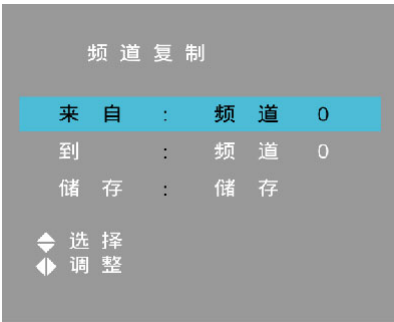 频道复制
来自 : 频道 0
到 : 频道 0
储存 : 储存
选择
调整